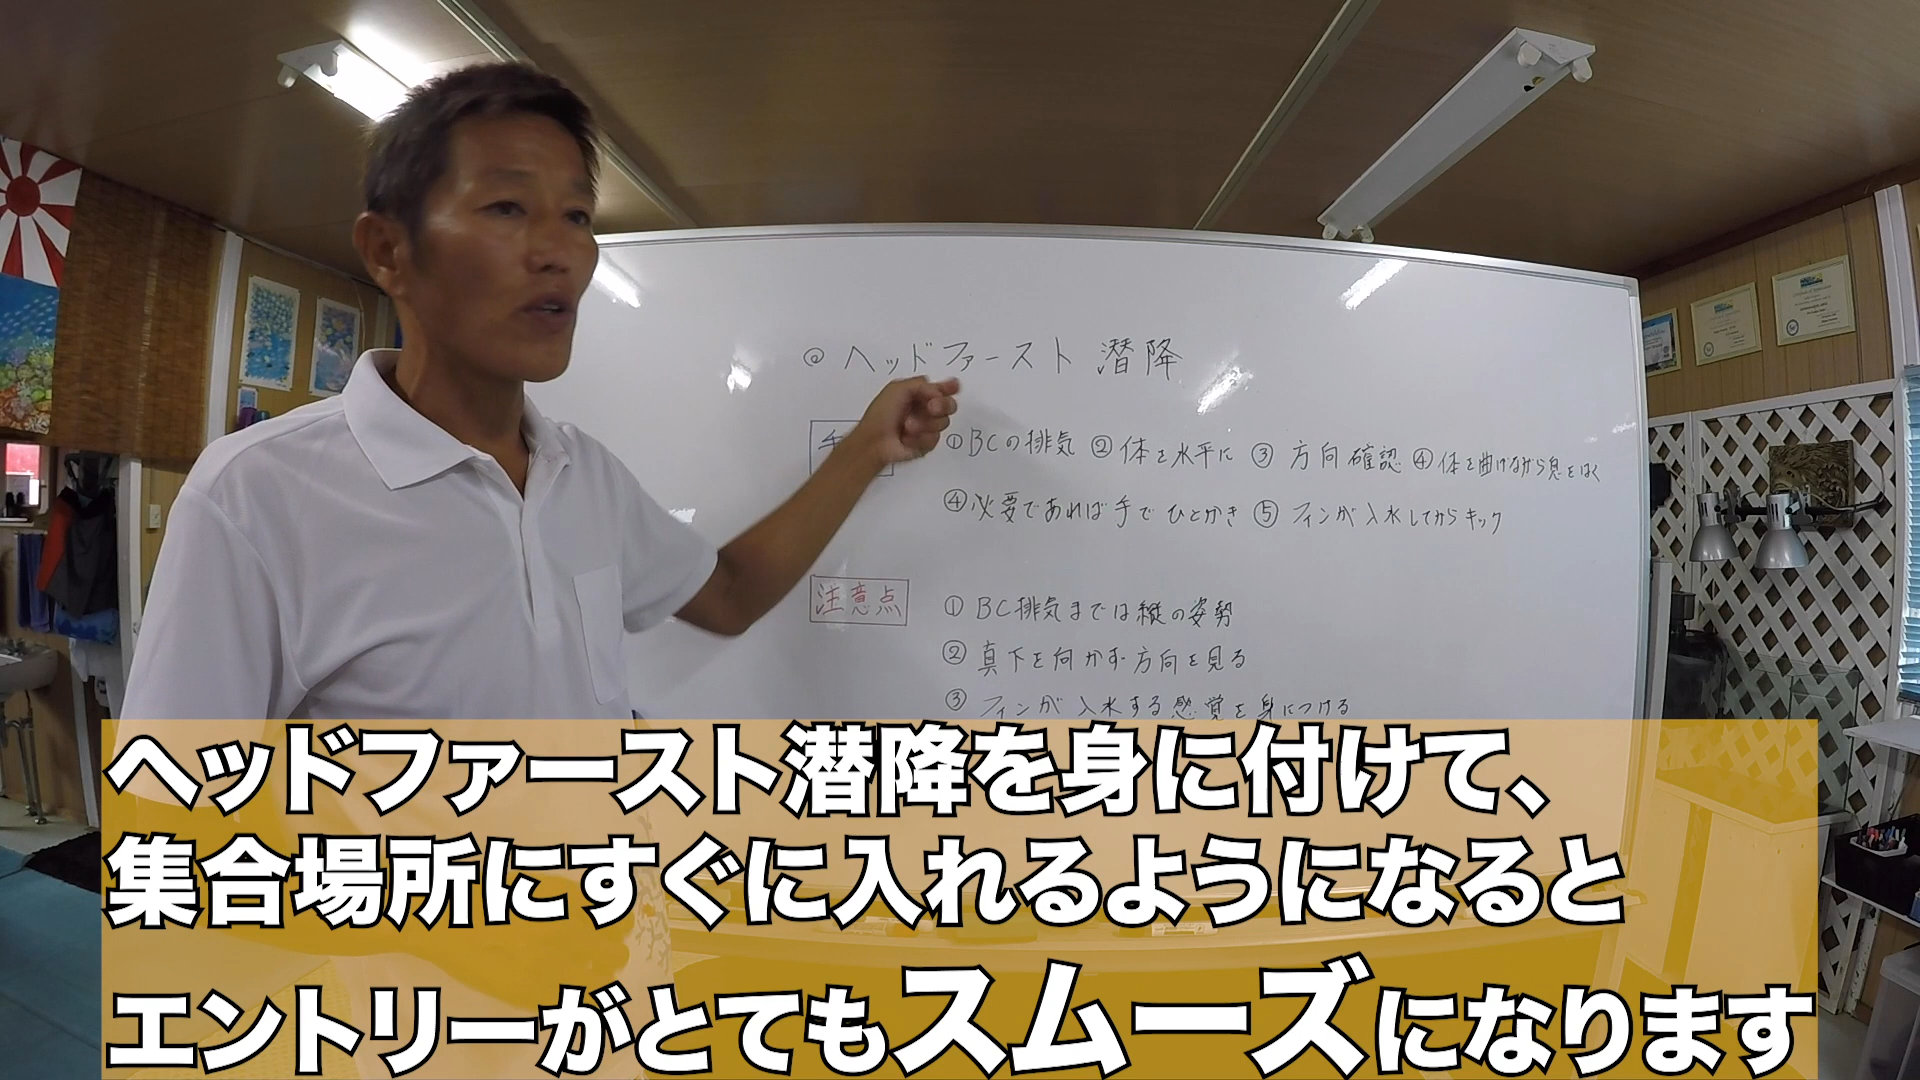 ◎ ヘッドファースト 潜降
手
①BCの排気 ②体を水平に ③方向確認 ④体を曲げながら息をはく
④必要であれば手でひとかき ⑤フィンが入水してからキック
注意点
①BC排気までは縦の姿勢
②真下を向かず方向を見る
③フィンが入水する感覚を身につける
ヘッドファースト潜降を身に付けて、
集合場所にすぐに入れるようになると
エントリーがとてもスムーズになります